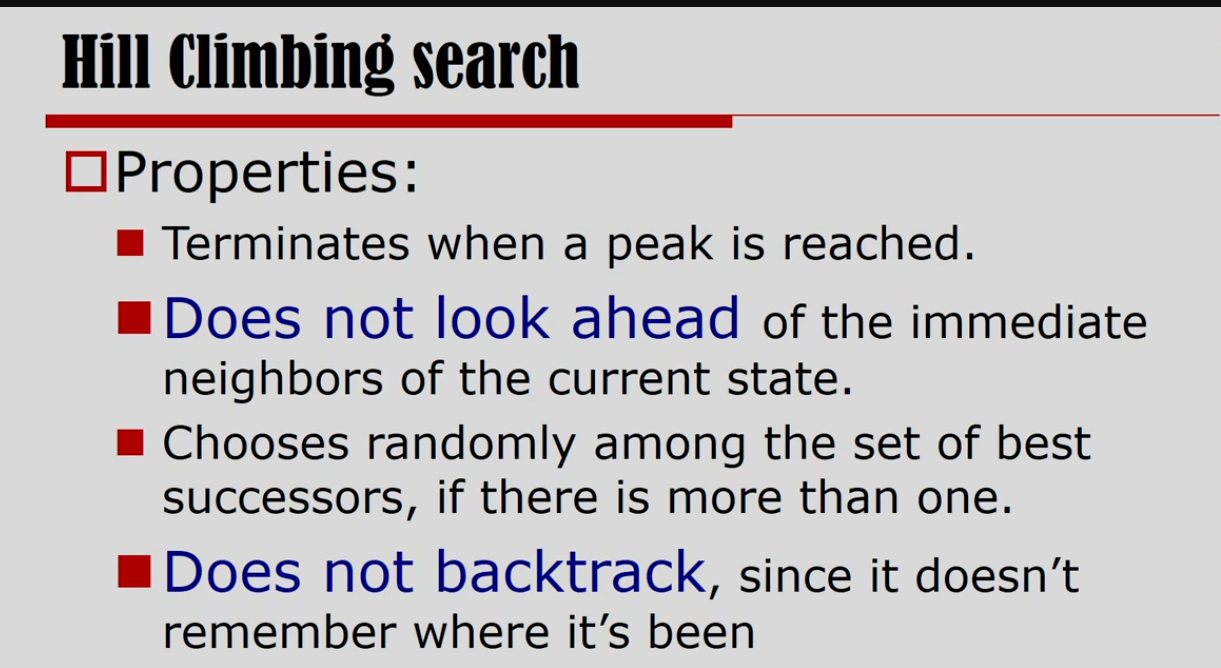 Hill Climbing search
Properties:
Terminates when a peak is reached.
Does not look ahead of the immediate
neighbors of the current state.
Chooses randomly among the set of best
successors, if there is more than one.
Does not backtrack, since it doesn’t
remember where it’s been